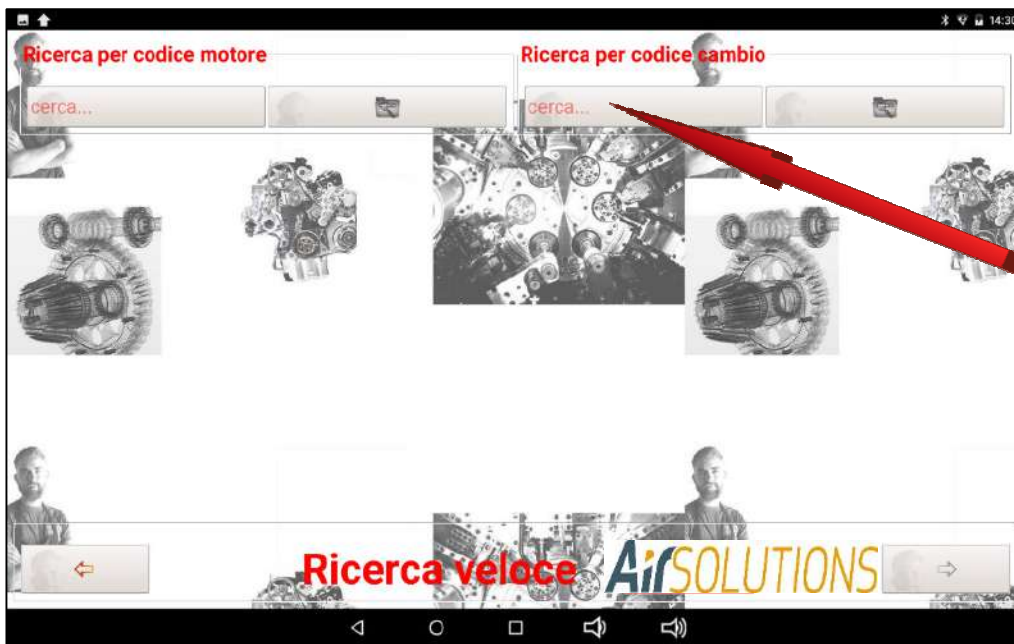 14:30
Ricerca per codice motore
Ricerca per codice cambio
cerca...
cerca...
Ricerca veloce
AirSOLUTIONS